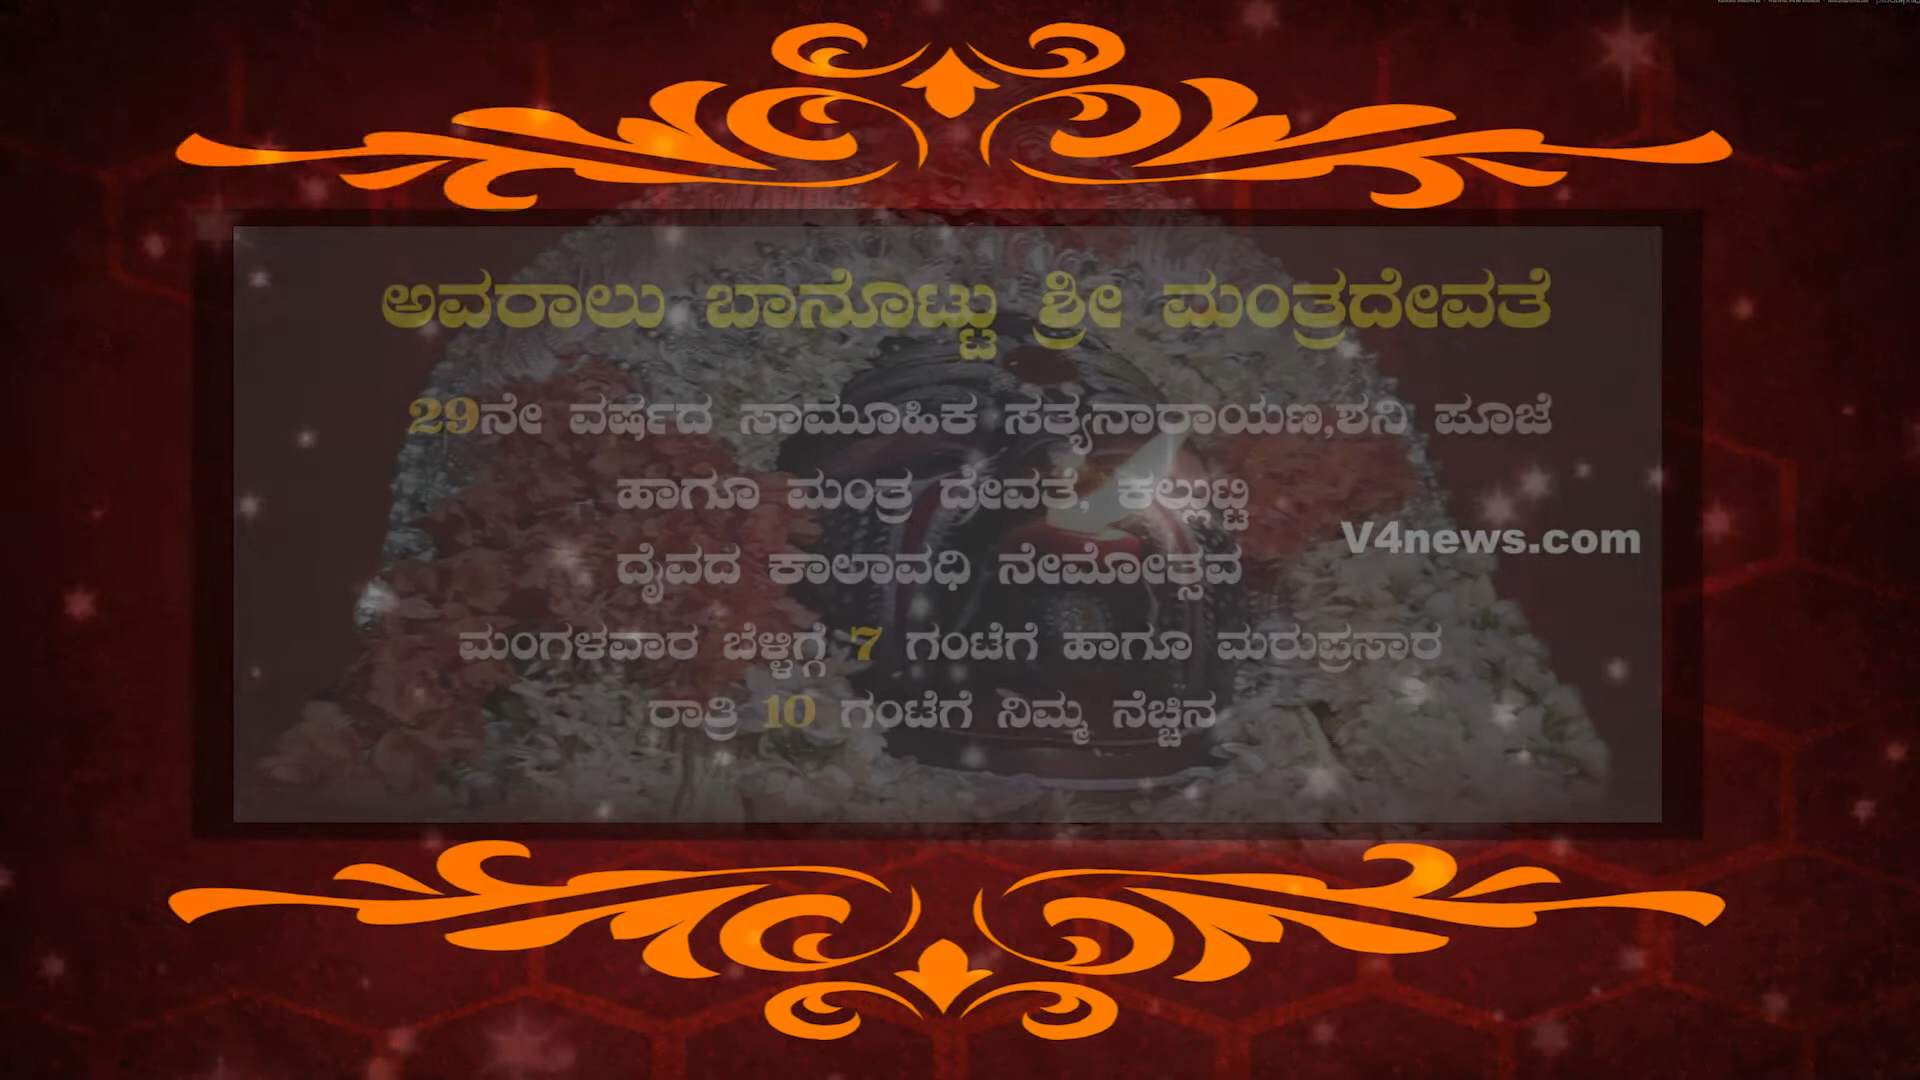 ಅವರಾಲು ಬಾನೊಟ್ಟು ಶ್ರೀ ಮಂತ್ರದೇವತೆ
29ನೇ ವರ್ಷದ ಸಾಮೂಹಿಕ ಸತ್ಯನಾರಾಯಣ,ಶನಿ ಪೂಜೆ
ಹಾಗೂ ಮಂತ್ರ ದೇವತೆ, ಕಲ್ಲುಟ್ಟಿ
V4news.com
ದೈವದ ಕಾಲಾವಧಿ ನೇಮೋತ್ಸವ
ಮಂಗಳವಾರ ಬೆಳ್ಳಿಗ್ಗೆ 7 ಗಂಟೆಗೆ ಹಾಗೂ ಮರುಪ್ರಸಾರ
ರಾತ್ರಿ 10 ಗಂಟೆಗೆ ನಿಮ್ಮ ನೆಚ್ಚಿನ